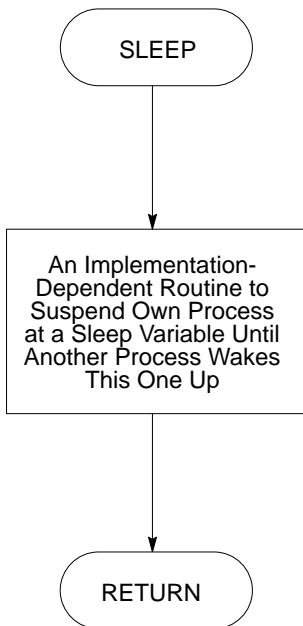 SLEEP
An Implementation-
Dependent Routine to
Suspend Own Process
at a Sleep Variable Until
Another Process Wakes
This One Up
RETURN